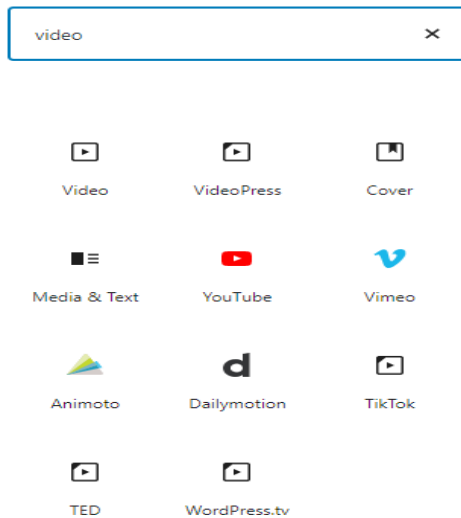 video
Video VideoPress Cover
Media & Text YouTube Vimeo
Animoto Dailymotion TikTok
TED WordPress.tv